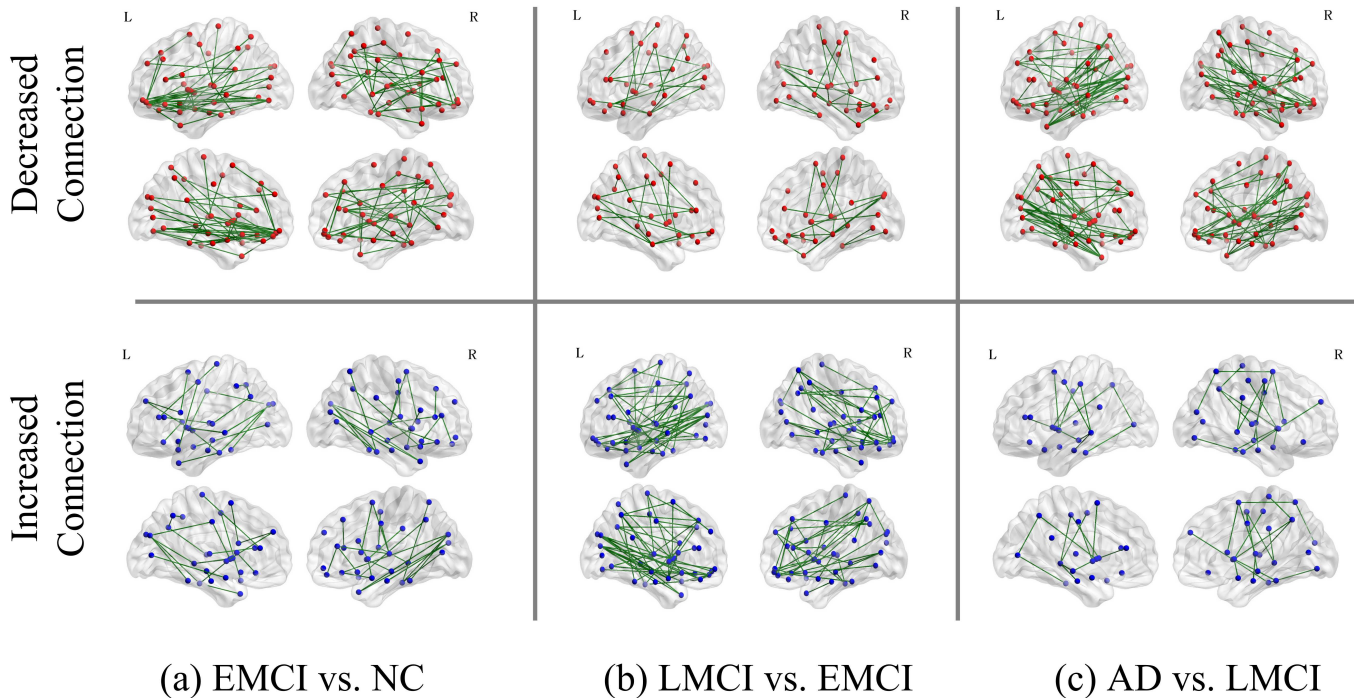 L R L R L R
Decreased
Connection
L R L R L R
Increased
Connection
(a) EMCI vs. NC (b) LMCI vs. EMCI (c) AD vs. LMCI